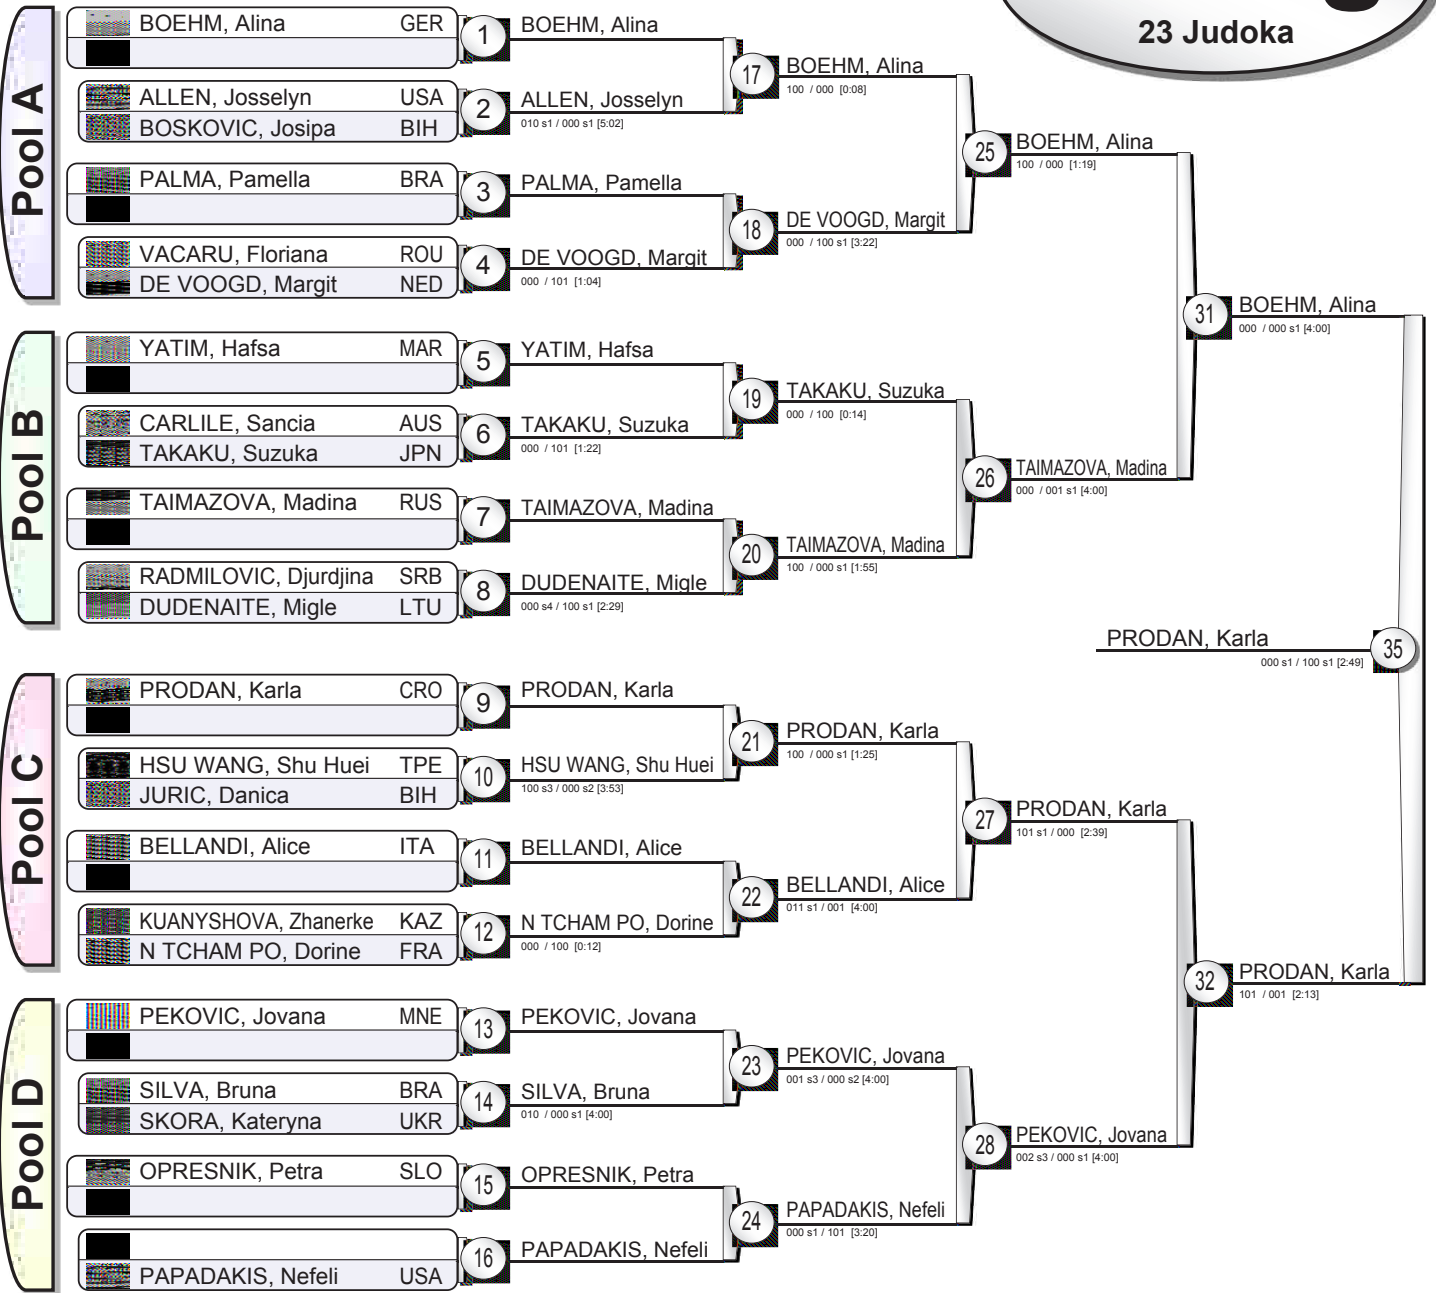 23 Judoka
Pool A
BOEHM, Alina GER
1
BOEHM, Alina
ALLEN, Josselyn USA
BOSKOVIC, Josipa BIH
2
ALLEN, Josselyn
010 s1 / 000 s1 [5:02]
PALMA, Pamella BRA
3
PALMA, Pamella
VACARU, Floriana ROU
DE VOOGD, Margit NED
4
DE VOOGD, Margit
000 / 101 [1:04]
17
BOEHM, Alina
100 / 000 [0:08]
18
DE VOOGD, Margit
000 / 100 s1 [3:22]
25
BOEHM, Alina
100 / 000 [1:19]
Pool B
YATIM, Hafsa MAR
5
YATIM, Hafsa
CARLILE, Sancia AUS
TAKAKU, Suzuka JPN
6
TAKAKU, Suzuka
000 / 101 [1:22]
TAIMAZOVA, Madina RUS
7
TAIMAZOVA, Madina
RADMILOVIC, Djurdjina SRB
DUDENAITE, Migle LTU
8
DUDENAITE, Migle
000 s4 / 100 s1 [2:29]
19
TAKAKU, Suzuka
000 / 100 [0:14]
20
TAIMAZOVA, Madina
100 / 000 s1 [1:55]
26
TAIMAZOVA, Madina
000 / 001 s1 [4:00]
31
BOEHM, Alina
000 / 000 s1 [4:00]
Pool C
PRODAN, Karla CRO
9
PRODAN, Karla
HSU WANG, Shu Huei TPE
JURIC, Danica BIH
10
HSU WANG, Shu Huei
100 s3 / 000 s2 [3:53]
BELLANDI, Alice ITA
11
BELLANDI, Alice
KUANYSHOVA, Zhanerke KAZ
N TCHAM PO, Dorine FRA
12
N TCHAM PO, Dorine
000 / 100 [0:12]
21
PRODAN, Karla
100 / 000 s1 [1:25]
22
BELLANDI, Alice
011 s1 / 001 [4:00]
27
PRODAN, Karla
101 s1 / 000 [2:39]
Pool D
PEKOVIC, Jovana MNE
13
PEKOVIC, Jovana
SILVA, Bruna BRA
SKORA, Kateryna UKR
14
SILVA, Bruna
010 / 000 s1 [4:00]
OPRESNIK, Petra SLO
15
OPRESNIK, Petra
PAPADAKIS, Nefeli USA
16
PAPADAKIS, Nefeli
23
PEKOVIC, Jovana
001 s3 / 000 s2 [4:00]
24
PAPADAKIS, Nefeli
000 s1 / 101 [3:20]
28
PEKOVIC, Jovana
002 s3 / 000 s1 [4:00]
32
PRODAN, Karla
101 / 001 [2:13]
PRODAN, Karla
000 s1 / 100 s1 [2:49]
35